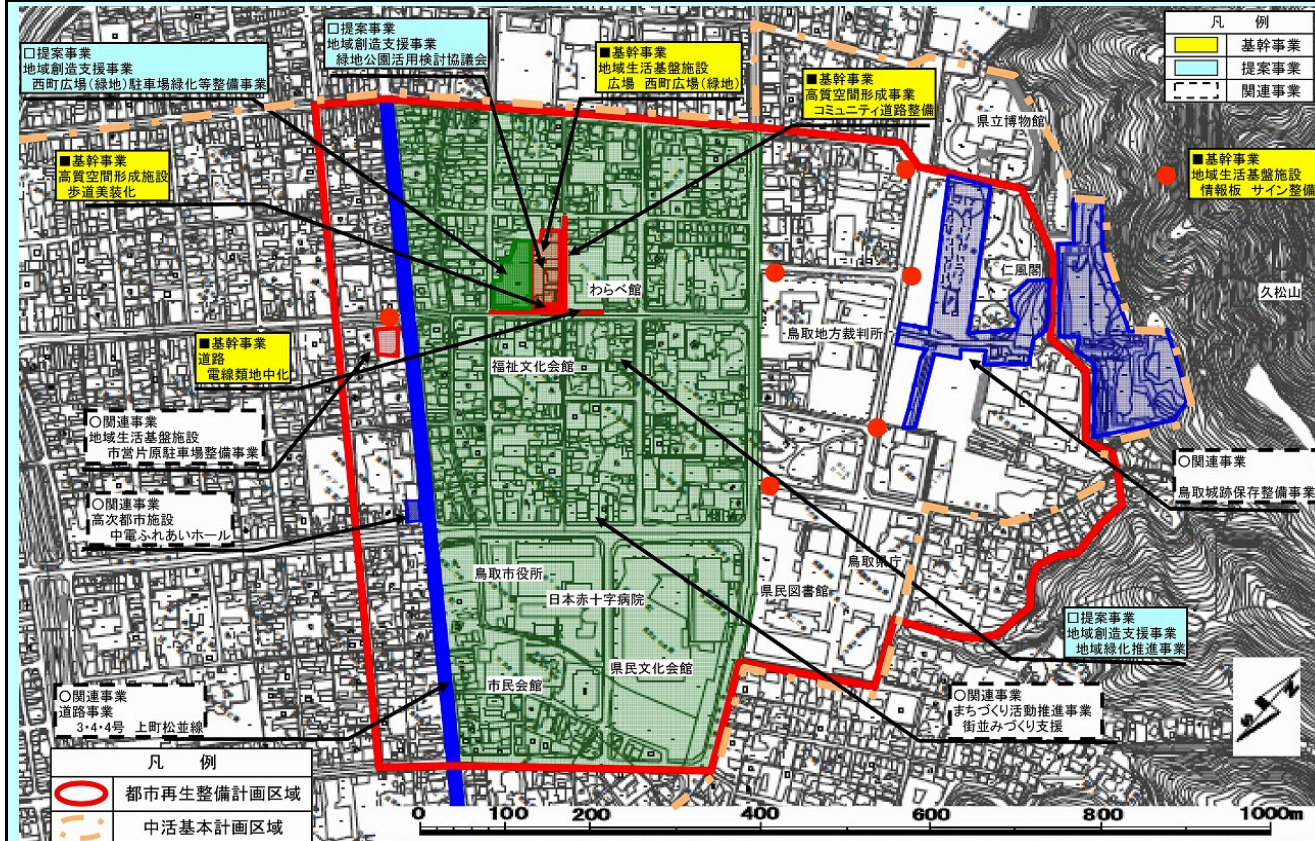 □提案事業
地域創造支援事業
西町広場(緑地)駐車場緑化等整備事業
□提案事業
地域創造支援事業
緑地公園活用検討協議会
■基幹事業
地域生活基盤施設
広場 西町広場(緑地)
■基幹事業
高質空間形成事業
コミュニティ道路整備
凡 例
基幹事業
提案事業
関連事業
県立博物館
■基幹事業
地域生活基盤施設
情報板 サイン整備
■基幹事業
高質空間形成施設
歩道美装化
わらべ館
仁風閣
久松山
鳥取地方裁判所
■基幹事業
道路
電線類地中化
福祉文化会館
○関連事業
地域生活基盤施設
市営片原駐車場整備事業
○関連事業
鳥取城跡保存整備事業
○関連事業
高次都市施設
中電ふれあいホール
鳥取市役所
日本赤十字病院
県民図書館
鳥取県庁
□提案事業
地域創造支援事業
地域緑化推進事業
県民文化会館
市民会館
○関連事業
道路事業
3・4・4号 上町松並線
○関連事業
まちづくり活動推進事業
街並みづくり支援
N
S
凡 例
都市再生整備計画区域
中活基本計画区域
0 100 200 400 600 800 1000m